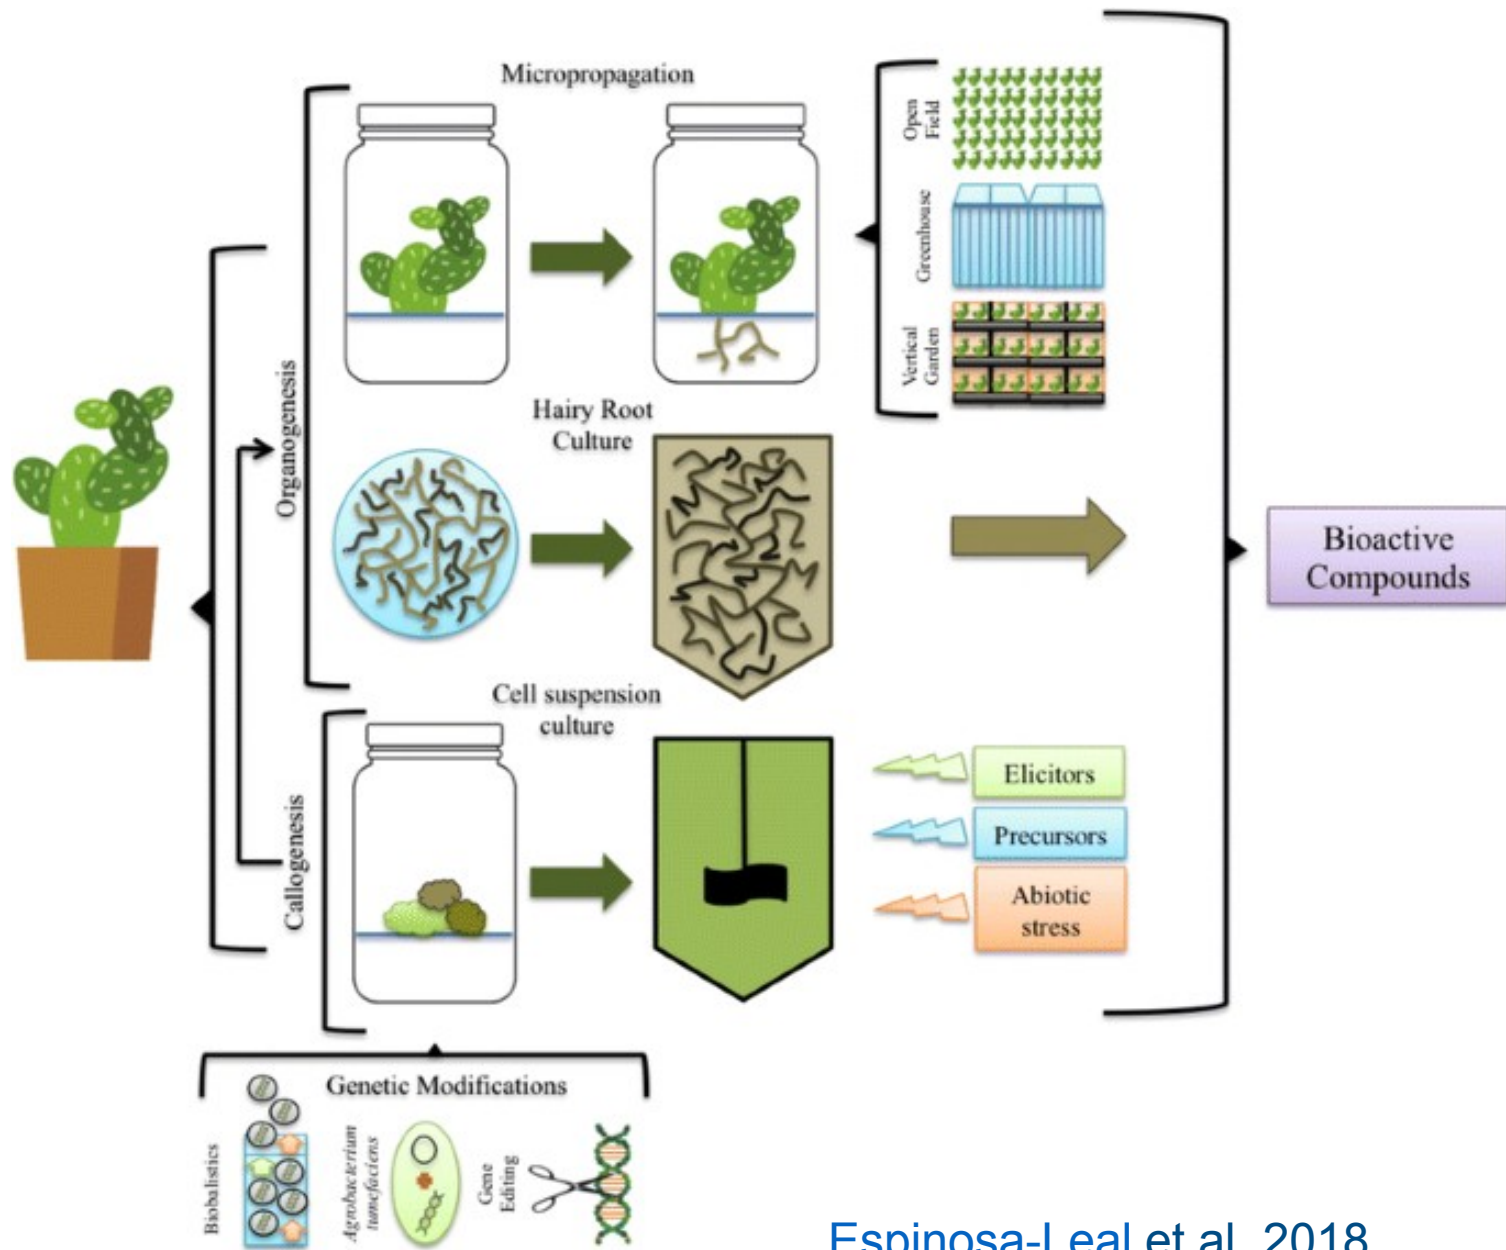 Micropropagation
Open
Field
Greenhouse
Vertical
Garden
Organogenesis
Hairy Root
Culture
Bioactive
Compounds
Cell suspension
culture
Callogenesis
Elicitors
Precursors
Abiotic
stress
Genetic Modifications
Biobalistics
Agrobacterium
tumefaciens
Gene
Editing
Espinosa-Leal et al. 2018